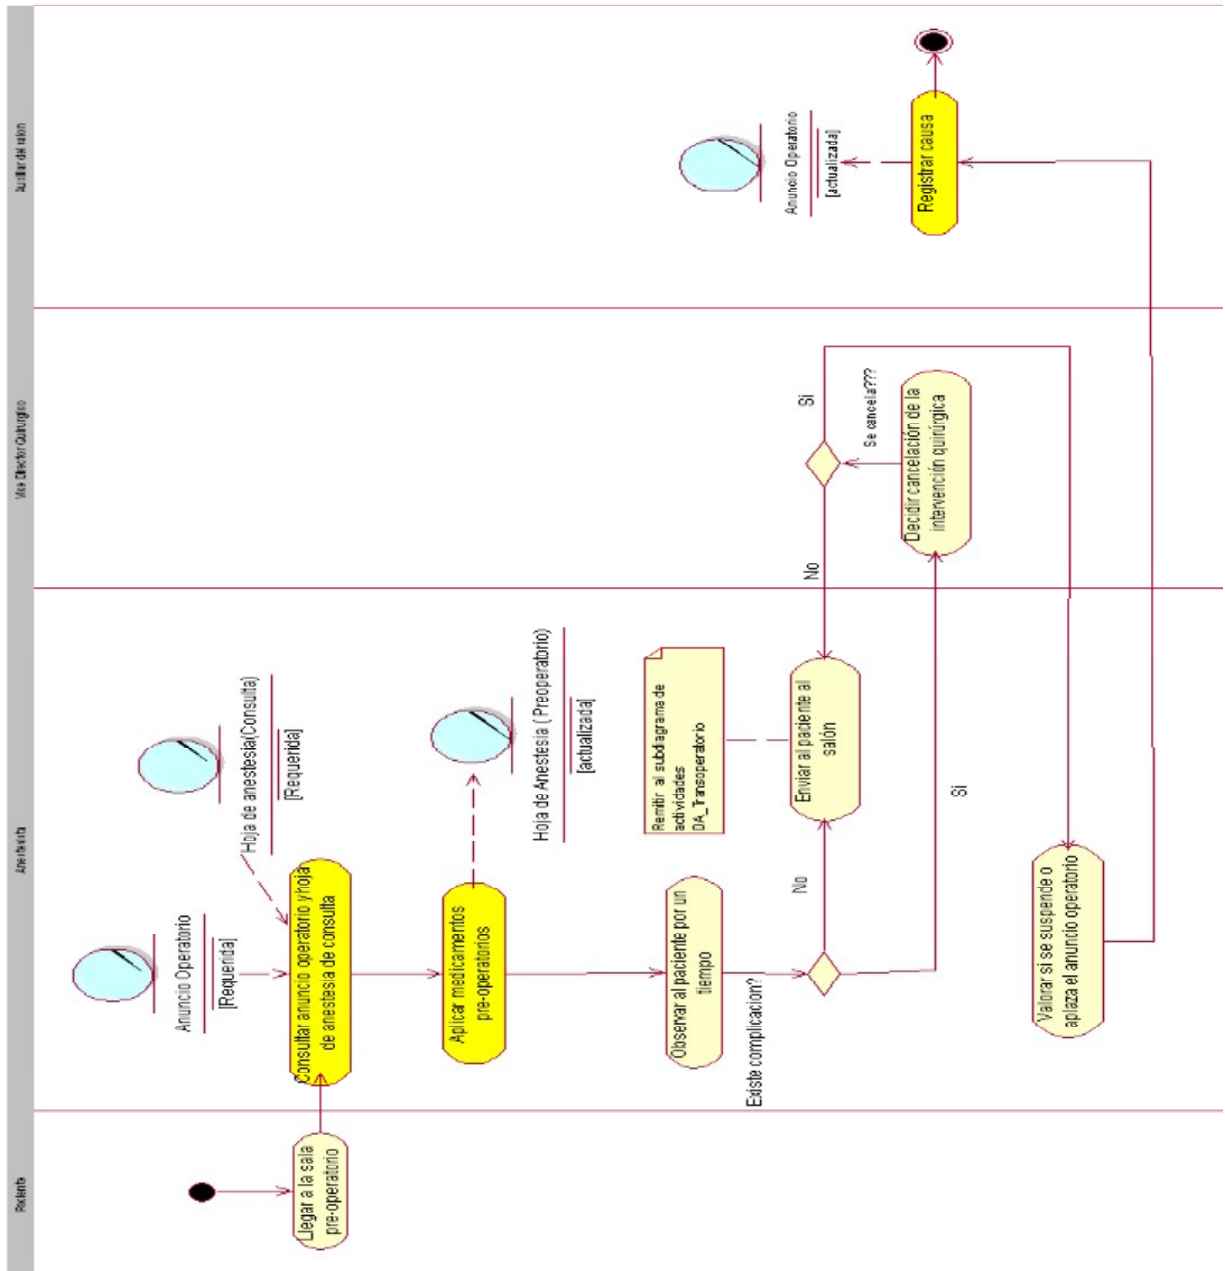 Paciente
Anestesista
Vice Director Quirurgico
Auxiliar del salon
Llegar a la sala
pre-operatorio
Anuncio Operatorio
[Requerida]
Hoja de anestesia(Consulta)
[Requerida]
Consultar anuncio operatorio y hoja
de anestesia de consulta
Aplicar medicamentos
pre-operatorios
Hoja de Anestesia ( Preoperatorio)
[actualizada]
Observar al paciente por un
tiempo
Existe complicacion?
No
Si
Remitir al subdiagrama de
actividades
DA_Transoperatorio
Enviar al paciente al
salón
Valorar si se suspende o
aplaza el anuncio operatorio
No
Si
Se cancela???
Decidir cancelación de la
intervención quirúrgica
Anuncio Operatorio
[actualizada]
Registrar causa